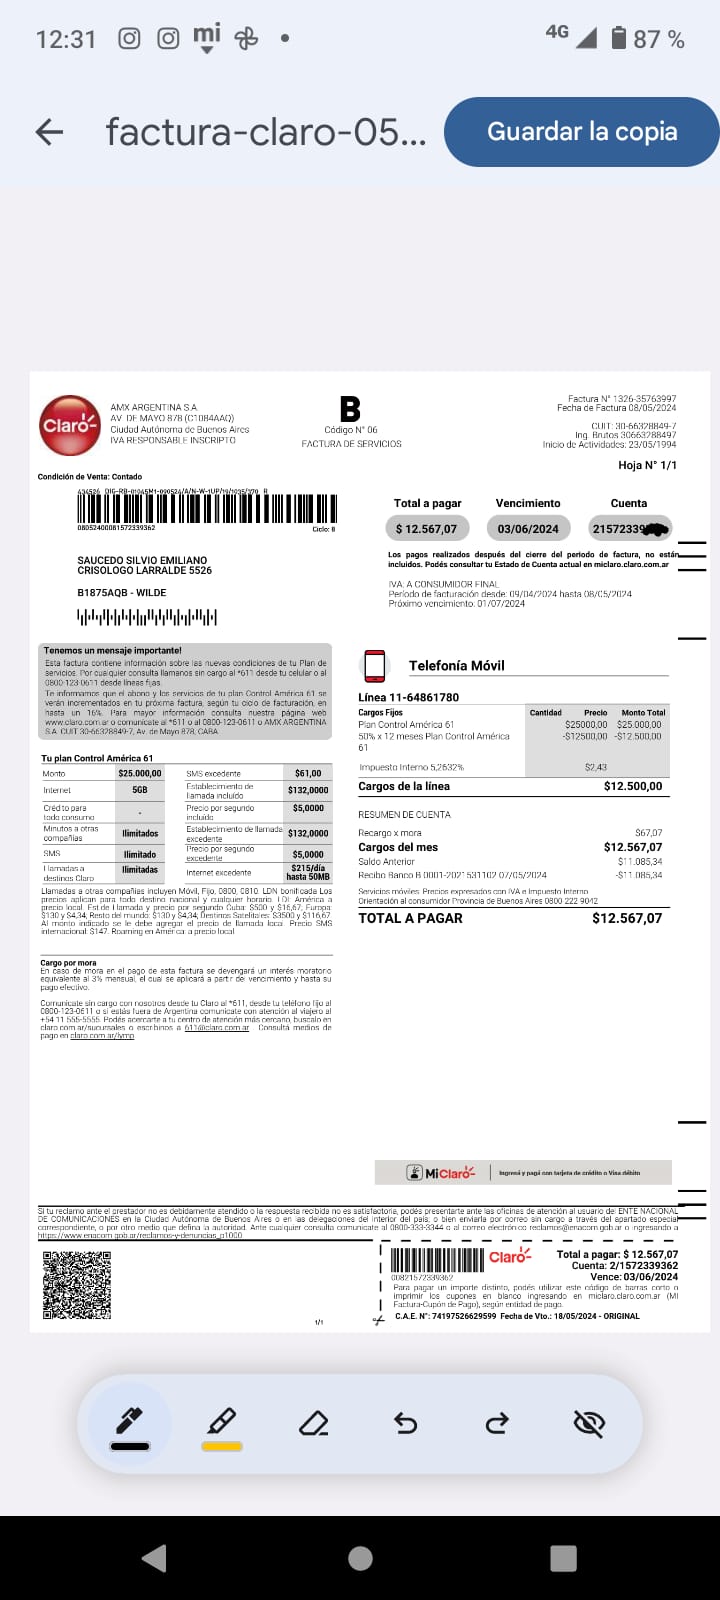 12:31
4G
87 %
factura-claro-05...
Guardar la copia
Claro
AMX ARGENTINA S.A.
AV. DE MAYO 878 (C1084AAQ)
Ciudad Autónoma de Buenos Aires
IVA RESPONSABLE INSCRIPTO
B
Código N° 06
FACTURA DE SERVICIOS
Factura N° 1326-35763997
Fecha de Factura 08/05/2024
CUIT: 30-66328849-7
Ing. Brutos 30663288497
Inicio de Actividades: 23/05/1994
Hoja N° 1/1
Condición de Venta: Contado
08052400081572339362
Ciclo: 8
Total a pagar
Vencimiento
Cuenta
$ 12.567,07
03/06/2024
21572339
Los pagos realizados después del cierre del período de factura, no están
incluidos. Podés consultar tu Estado de Cuenta actual en miclaro.claro.com.ar
SAUCEDO SILVIO EMILIANO
CRISOLOGO LARRALDE 5526
B1875AQB - WILDE
IVA: A CONSUMIDOR FINAL
Período de facturación desde: 09/04/2024 hasta 08/05/2024
Próximo vencimiento: 01/07/2024
Tenemos un mensaje importante!
Esta factura contiene información sobre las nuevas condiciones de tu Plan de
servicios. Por cualquier consulta llamanos sin cargo al *611 desde tu celular o al
0800-123-0611 desde líneas fijas.
Te informamos que el abono y los servicios de tu plan Control América 61 se
verán incrementados en tu próxima factura, según tu ciclo de facturación, en
hasta un 16%. Para mayor información consulta nuestra página web
www.claro.com.ar o comunicate al *611 o al 0800-123-0611 o AMX ARGENTINA
S.A. CUIT 30-66328849-7, Av. de Mayo 878, CABA.
Tu plan Control América 61
Monto $25.000,00 SMS excedente $61,00
Internet 5GB Establecimiento de llamada incluído $132,0000
Crédito para todo consumo - Precio por segundo incluído $5,0000
Minutos a otras compañías Ilimitados Establecimiento de llamada excedente $132,0000
SMS Ilimitado Precio por segundo excedente $5,0000
Llamadas a destinos Claro Ilimitadas Internet excedente $215/día hasta 50MB
Llamadas a otras compañías incluyen Móvil, Fijo, 0800, 0810. LDN bonificada Los
precios aplican para todo destino nacional y cualquier horario. LDI: América a
precio local. Est.de llamada y precio por segundo Cuba: $500 y $16,67; Europa:
$130 y $4,34; Resto del mundo: $130 y $4,34; Destinos Satelitales: $3500 y $116,67.
Al monto indicado se le debe agregar el precio de llamada local. Precio SMS
internacional: $147. Roaming en América: a precio local
Cargo por mora
En caso de mora en el pago de esta factura se devengará un interés moratorio
equivalente al 3% mensual, el cual se aplicará a partir del vencimiento y hasta su
pago efectivo.
Comunicate sin cargo con nosotros desde tu Claro al *611, desde tu teléfono fijo al
0800-123-0611 o si estás fuera de Argentina comunicate con atención al viajero al
+54 11 555-5555. Podés acercarte a tu centro de atención más cercano, buscalo en
claro.com.ar/sucursales o escribinos a 611@claro.com.ar . Consultá medios de
pago en claro.com.ar/lymp
Telefonía Móvil
Línea 11-64861780
Cargos Fijos Cantidad Precio Monto Total
Plan Control América 61 $25000,00 $25.000,00
50% x 12 meses Plan Control América -$12500,00 -$12.500,00
61
Impuesto Interno 5,2632% $2,43
Cargos de la línea $12.500,00
RESUMEN DE CUENTA
Recargo x mora $67,07
Cargos del mes $12.567,07
Saldo Anterior $11.085,34
Recibo Banco B 0001-2021531102 07/05/2024 -$11.085,34
Servicios móviles: Precios expresados con IVA e Impuesto Interno
Orientación al consumidor Provincia de Buenos Aires 0800 222 9042
TOTAL A PAGAR $12.567,07
MiClaro
Ingresá y pagá con tarjeta de crédito o Visa débito
Si tu reclamo ante el prestador no es debidamente atendido o la respuesta recibida no es satisfactoria, podés presentarte ante las oficinas de atención al usuario del ENTE NACIONAL
DE COMUNICACIONES en la Ciudad Autónoma de Buenos Aires o en las delegaciones del interior del país; o bien enviarla por correo sin cargo a través del apartado especial
correspondiente, o por otro medio que defina la autoridad. Ante cualquier consulta comunicate al 0800-333-3344 o al correo electrónico reclamos@enacom.gob.ar o ingresando a
https://www.enacom.gob.ar/reclamos-y-denuncias_p1000
1/1
Claro
00821572339362
Total a pagar: $ 12.567,07
Cuenta: 2/1572339362
Vence: 03/06/2024
Para pagar un importe distinto, podés utilizar este código de barras corto o
imprimir los cupones en blanco ingresando en miclaro.claro.com.ar (MI
Factura-Cupón de Pago), según entidad de pago.
C.A.E. N°: 74197526629599 Fecha de Vto.: 18/05/2024 - ORIGINAL